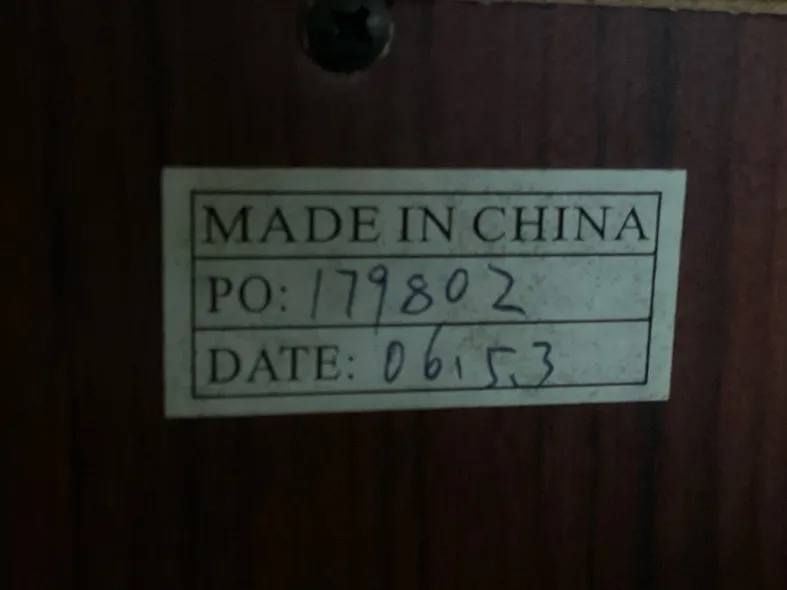 MADE IN CHINA
PO: 179802
DATE: 06.5.3